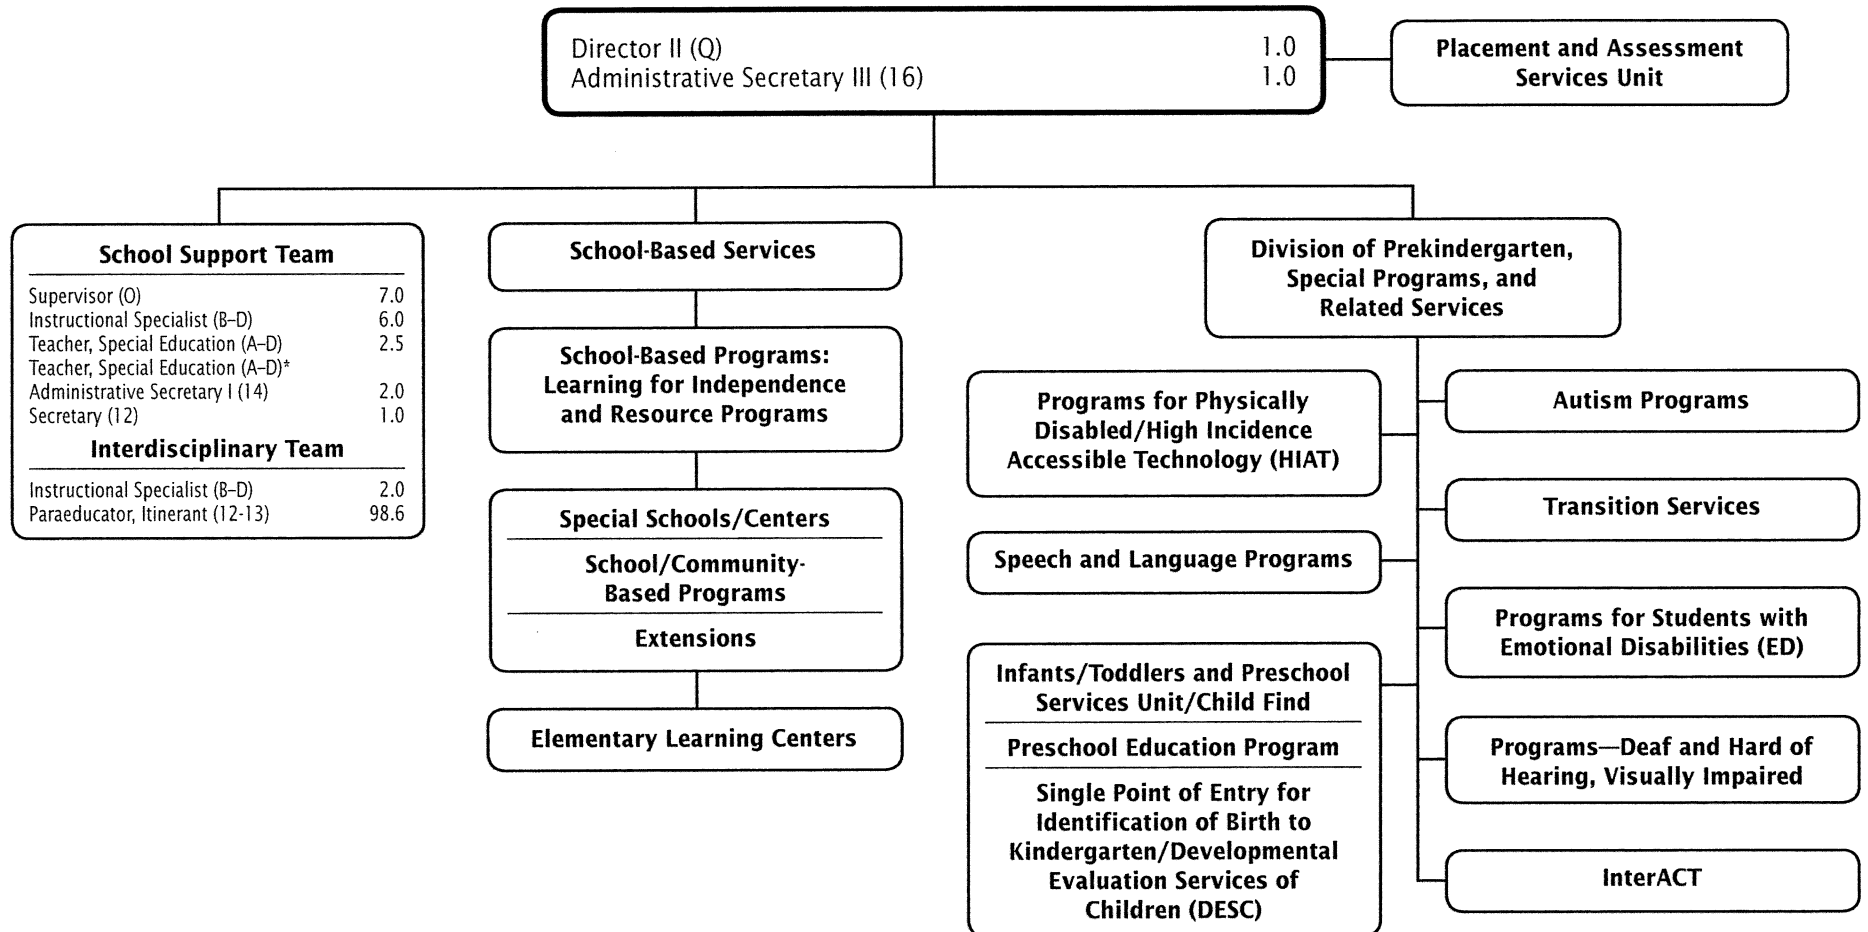 Director II (Q) 1.0
Administrative Secretary III (16) 1.0
Placement and Assessment
Services Unit
School Support Team
Supervisor (O) 7.0
Instructional Specialist (B–D) 6.0
Teacher, Special Education (A–D) 2.5
Teacher, Special Education (A–D)*
Administrative Secretary I (14) 2.0
Secretary (12) 1.0
Interdisciplinary Team
Instructional Specialist (B–D) 2.0
Paraeducator, Itinerant (12-13) 98.6
School-Based Services
School-Based Programs:
Learning for Independence
and Resource Programs
Special Schools/Centers
School/Community-
Based Programs
Extensions
Elementary Learning Centers
Division of Prekindergarten,
Special Programs, and
Related Services
Programs for Physically
Disabled/High Incidence
Accessible Technology (HIAT)
Speech and Language Programs
Infants/Toddlers and Preschool
Services Unit/Child Find
Preschool Education Program
Single Point of Entry for
Identification of Birth to
Kindergarten/Developmental
Evaluation Services of
Children (DESC)
Autism Programs
Transition Services
Programs for Students with
Emotional Disabilities (ED)
Programs—Deaf and Hard of
Hearing, Visually Impaired
InterACT